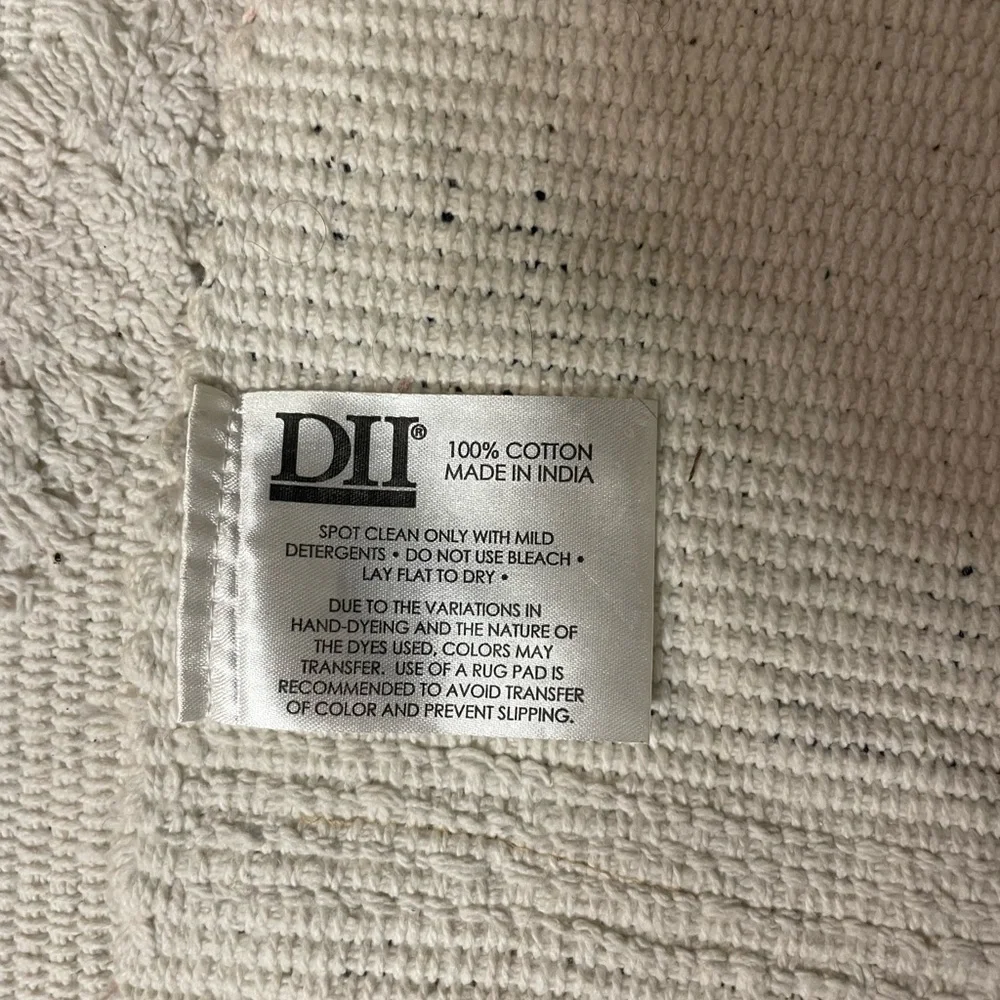 DII®
100% COTTON
MADE IN INDIA
SPOT CLEAN ONLY WITH MILD
DETERGENTS • DO NOT USE BLEACH •
LAY FLAT TO DRY •
DUE TO THE VARIATIONS IN
HAND-DYEING AND THE NATURE OF
THE DYES USED, COLORS MAY
TRANSFER. USE OF A RUG PAD IS
RECOMMENDED TO AVOID TRANSFER
OF COLOR AND PREVENT SLIPPING.